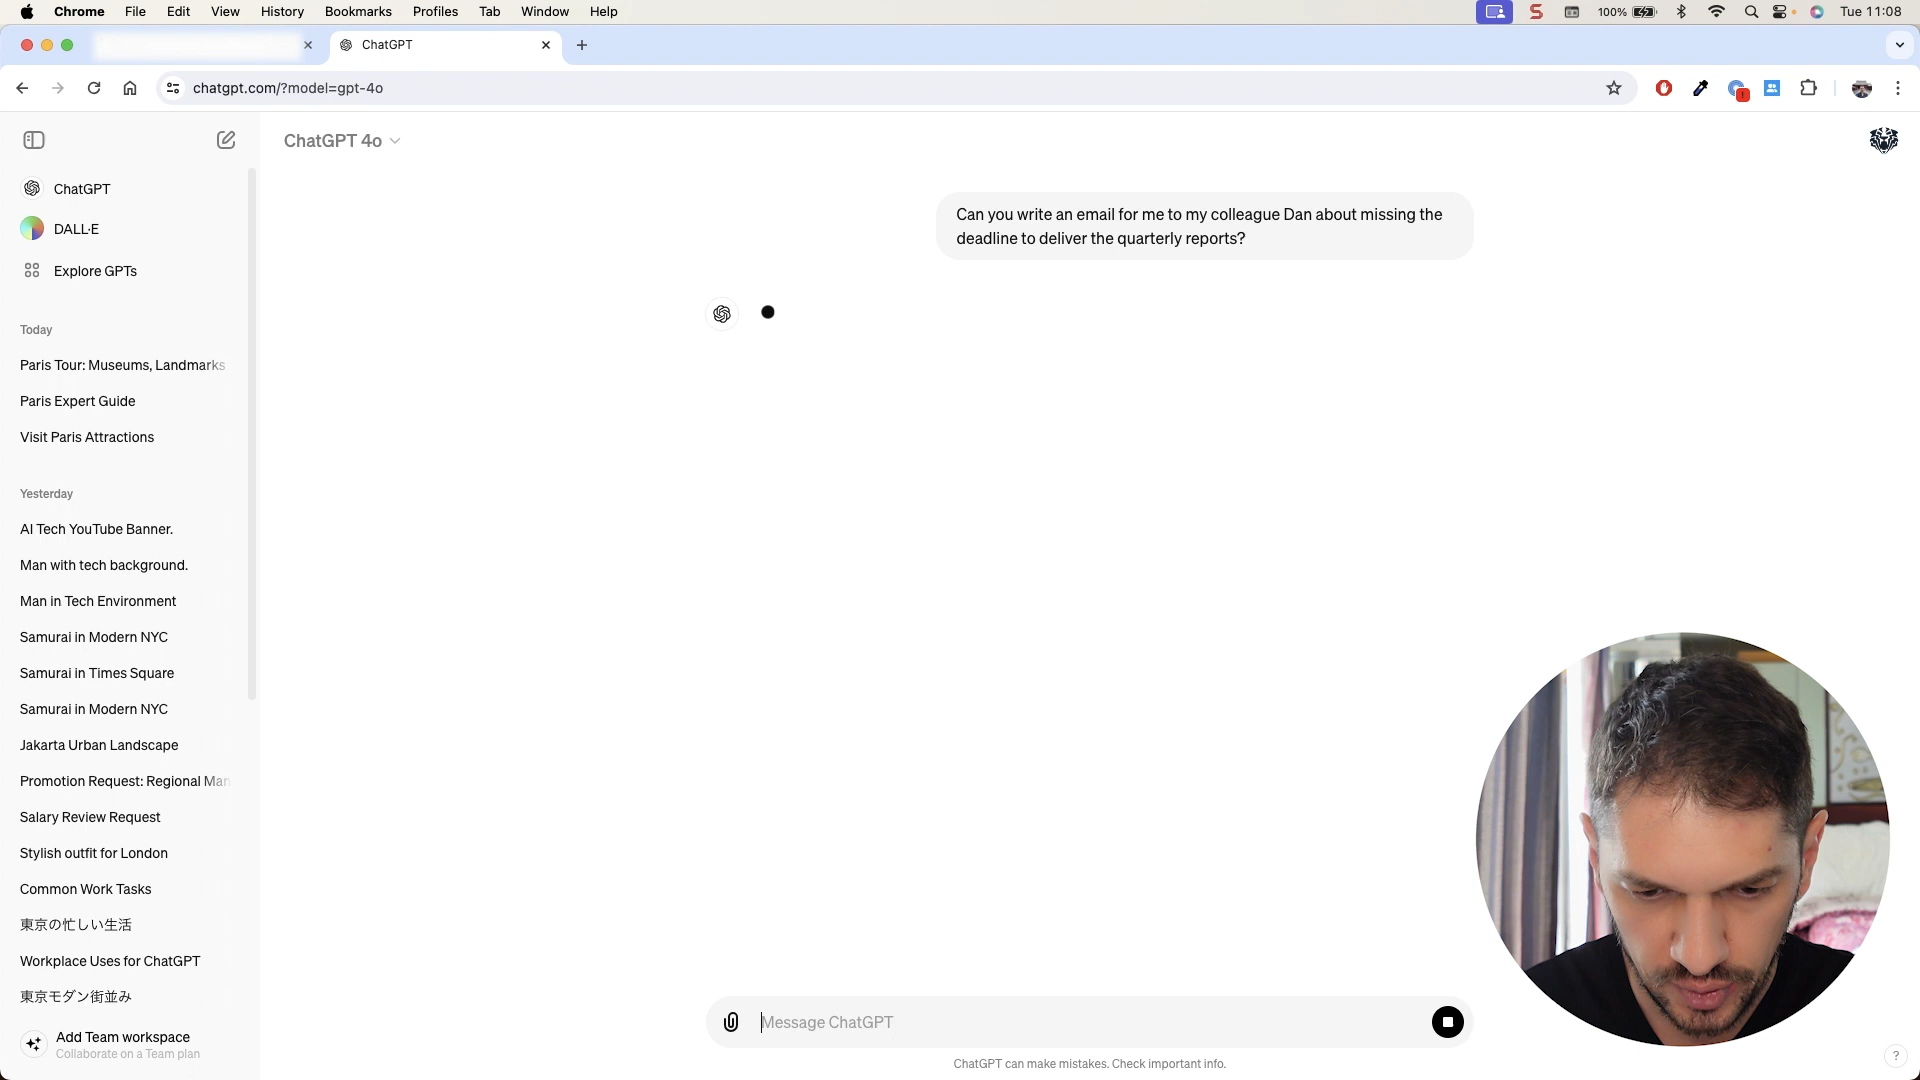 Chrome File Edit View History Bookmarks Profiles Tab Window Help
100% Tue 11:08
ChatGPT
chatgpt.com/?model=gpt-4o
ChatGPT 4o
ChatGPT
DALL·E
Explore GPTs
Today
Paris Tour: Museums, Landmarks
Paris Expert Guide
Visit Paris Attractions
Yesterday
AI Tech YouTube Banner.
Man with tech background.
Man in Tech Environment
Samurai in Modern NYC
Samurai in Times Square
Samurai in Modern NYC
Jakarta Urban Landscape
Promotion Request: Regional Man
Salary Review Request
Stylish outfit for London
Common Work Tasks
東京の忙しい生活
Workplace Uses for ChatGPT
東京モダン街並み
Add Team workspace
Collaborate on a Team plan
Can you write an email for me to my colleague Dan about missing the
deadline to deliver the quarterly reports?
Message ChatGPT
ChatGPT can make mistakes. Check important info.
?